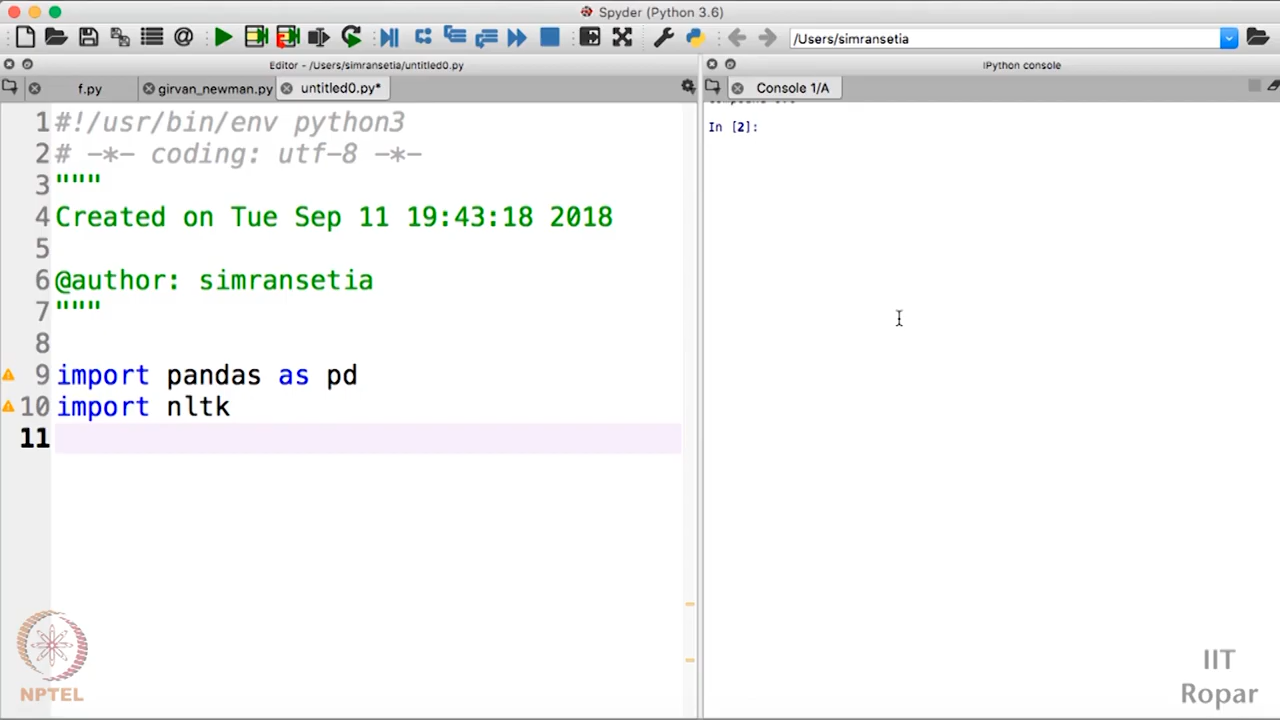 Spyder (Python 3.6)
/Users/simransetia
Editor - /Users/simransetia/untitled0.py
IPython console
f.py
girvan_newman.py
untitled0.py*
Console 1/A
1 #!/usr/bin/env python3
2 # -*- coding: utf-8 -*-
3 """
4 Created on Tue Sep 11 19:43:18 2018
5
6 @author: simransetia
7 """
8
9 import pandas as pd
10 import nltk
11
In [2]:
NPTEL
IIT
Ropar